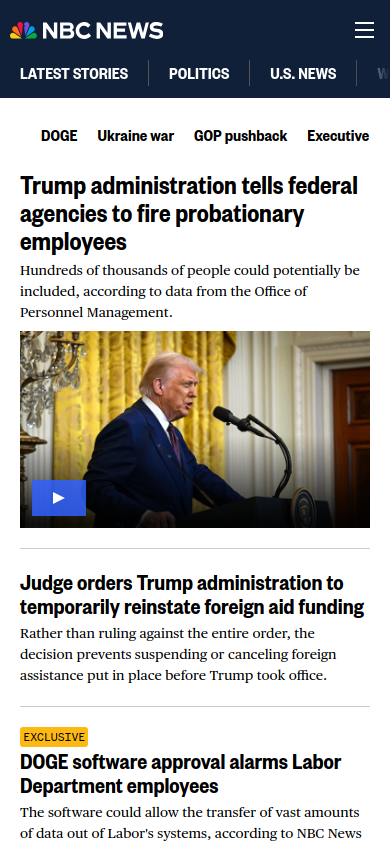 NBC NEWS
LATEST STORIES
POLITICS
U.S. NEWS
DOGE
Ukraine war
GOP pushback
Executive
Trump administration tells federal
agencies to fire probationary
employees
Hundreds of thousands of people could potentially be
included, according to data from the Office of
Personnel Management.
Judge orders Trump administration to
temporarily reinstate foreign aid funding
Rather than ruling against the entire order, the
decision prevents suspending or canceling foreign
assistance put in place before Trump took office.
EXCLUSIVE
DOGE software approval alarms Labor
Department employees
The software could allow the transfer of vast amounts
of data out of Labor's systems, according to NBC News